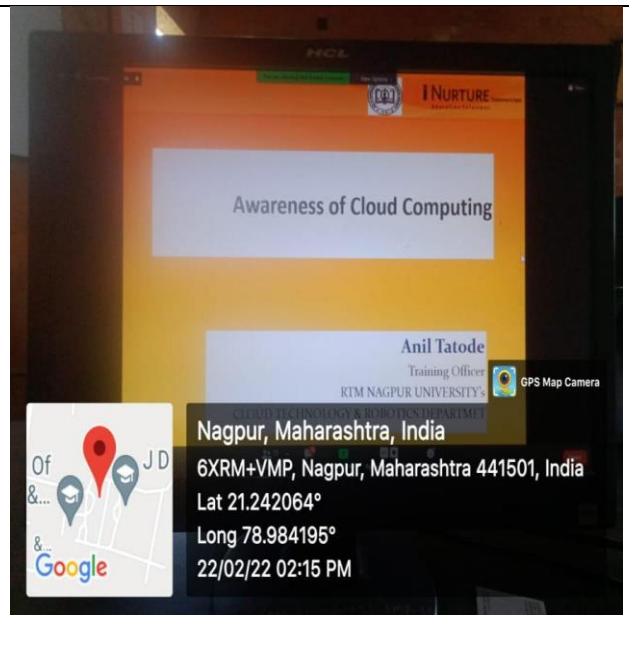 HCL
iNURTURE
Awareness of Cloud Computing
Anil Tatode
Training Officer
RTM NAGPUR UNIVERSITY's
CLOUD TECHNOLOGY & ROBOTICS DEPARTMET
GPS Map Camera
Nagpur, Maharashtra, India
6XRM+VMP, Nagpur, Maharashtra 441501, India
Lat 21.242064°
Long 78.984195°
22/02/22 02:15 PM
Of
&...
J D
&...
Google